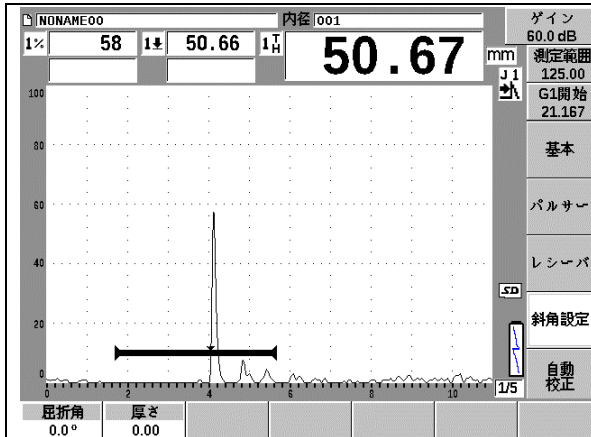 NONAME00 内径 001
1% 58 1 50.66 1 T H 50.67 mm
J1
100
80
60
40
20
0
0 2 4 6 8 10
SD
1/5
ゲイン
60.0 dB
測定範囲
125.00
G1開始
21.167
基本
パルサー
レシーバ
斜角設定
自動
校正
屈折角 厚さ
0.0° 0.00